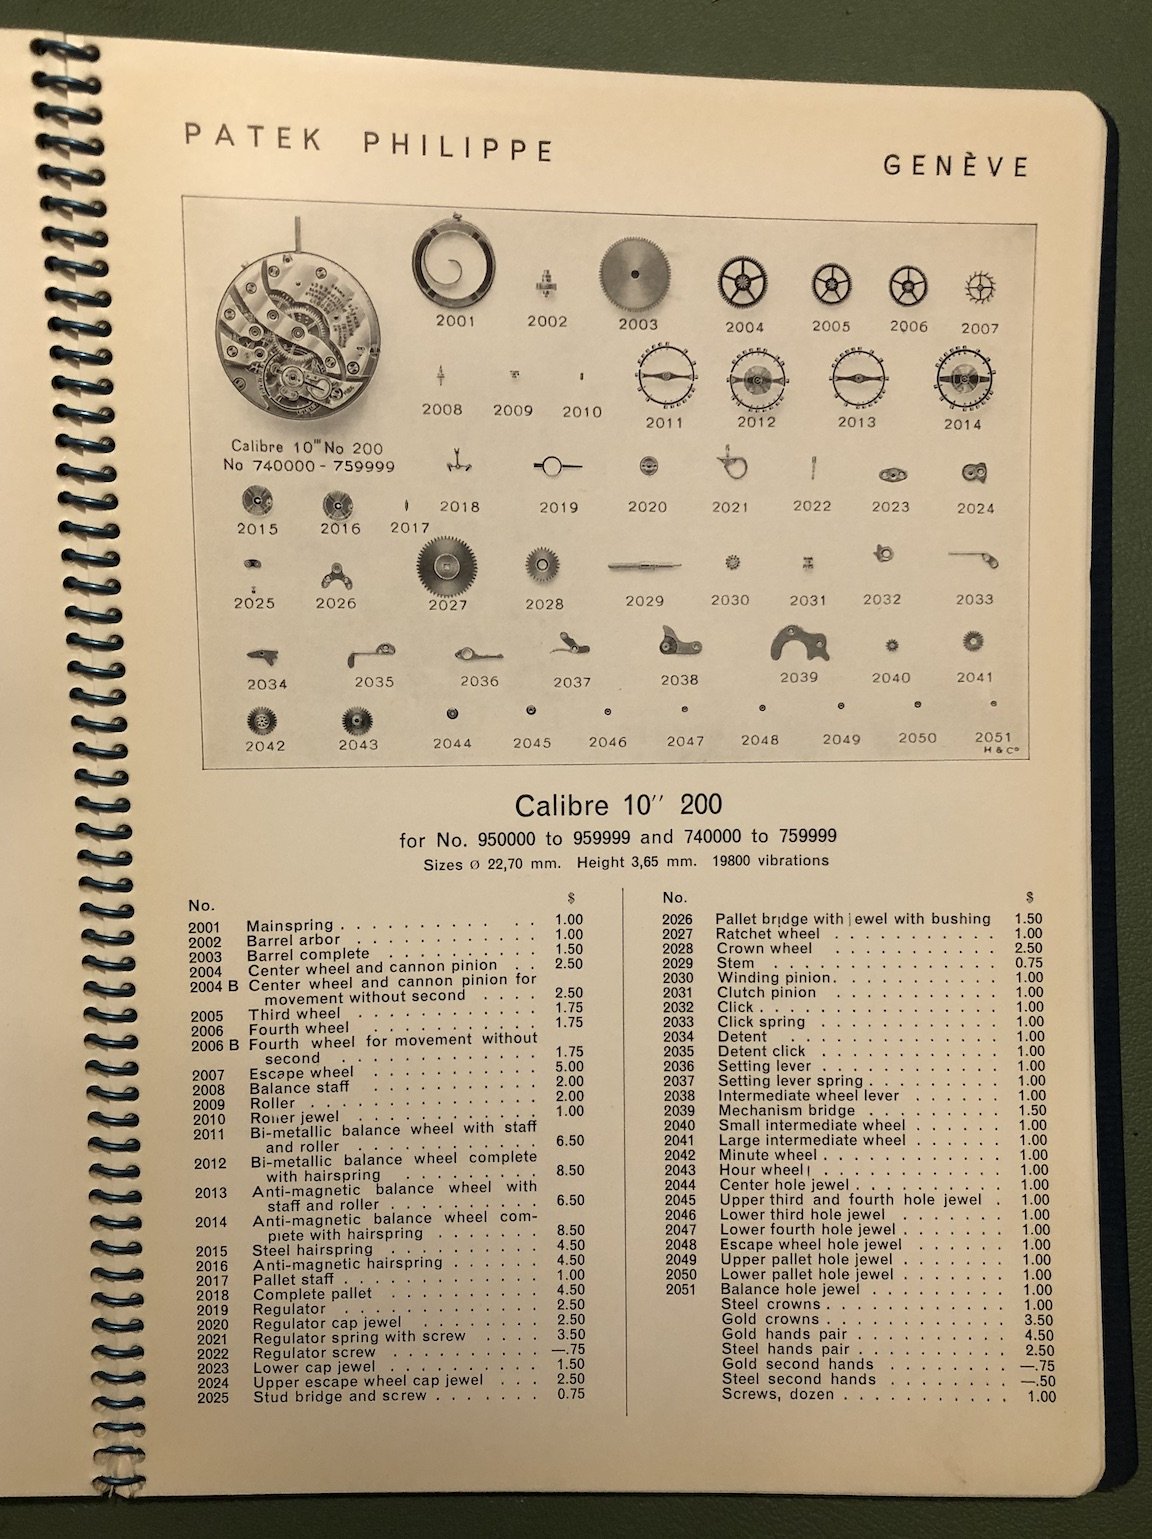 PATEK PHILIPPE
GENÈVE
2001 2002 2003 2004 2005 2006 2007
2008 2009 2010 2011 2012 2013 2014
Calibre 10''' No 200
No 740000 - 759999
2018 2019 2020 2021 2022 2023 2024
2015 2016 2017
2025 2026 2027 2028 2029 2030 2031 2032 2033
2034 2035 2036 2037 2038 2039 2040 2041
2042 2043 2044 2045 2046 2047 2048 2049 2050 2051
H & Co
Calibre 10′′ 200
for No. 950000 to 959999 and 740000 to 759999
Sizes ∅ 22,70 mm. Height 3,65 mm. 19800 vibrations
No. $
2001 Mainspring . . . . . . . . . . . . 1.00
2002 Barrel arbor . . . . . . . . . . . 1.00
2003 Barrel complete . . . . . . . . . 1.50
2004 Center wheel and cannon pinion . . 2.50
2004 B Center wheel and cannon pinion for
movement without second . . . . 2.50
2005 Third wheel . . . . . . . . . . . 1.75
2006 Fourth wheel . . . . . . . . . . 1.75
2006 B Fourth wheel for movement without
second . . . . . . . . . . . . 1.75
2007 Escape wheel . . . . . . . . . . 5.00
2008 Balance staff . . . . . . . . . . 2.00
2009 Roller . . . . . . . . . . . . . 2.00
2010 Roller jewel . . . . . . . . . . . 1.00
2011 Bi-metallic balance wheel with staff
and roller . . . . . . . . . . 6.50
2012 Bi-metallic balance wheel complete
with hairspring . . . . . . . . 8.50
2013 Anti-magnetic balance wheel with
staff and roller . . . . . . . . 6.50
2014 Anti-magnetic balance wheel com-
plete with hairspring . . . . . . . 8.50
2015 Steel hairspring . . . . . . . . . . 4.50
2016 Anti-magnetic hairspring . . . . . . 4.50
2017 Pallet staff . . . . . . . . . . . . 1.00
2018 Complete pallet . . . . . . . . . . 4.50
2019 Regulator . . . . . . . . . . . . 2.50
2020 Regulator cap jewel . . . . . . . . 2.50
2021 Regulator spring with screw . . . . 3.50
2022 Regulator screw . . . . . . . . . . —.75
2023 Lower cap jewel . . . . . . . . . . 1.50
2024 Upper escape wheel cap jewel . . . 2.50
2025 Stud bridge and screw . . . . . . . 0.75
No. $
2026 Pallet bridge with jewel with bushing 1.50
2027 Ratchet wheel . . . . . . . . . . . 1.00
2028 Crown wheel . . . . . . . . . . . 2.50
2029 Stem . . . . . . . . . . . . . . 0.75
2030 Winding pinion . . . . . . . . . . . 1.00
2031 Clutch pinion . . . . . . . . . . . 1.00
2032 Click . . . . . . . . . . . . . . . 1.00
2033 Click spring . . . . . . . . . . . . 1.00
2034 Detent . . . . . . . . . . . . . . 1.00
2035 Detent click . . . . . . . . . . . . 1.00
2036 Setting lever . . . . . . . . . . . . 1.00
2037 Setting lever spring . . . . . . . . . 1.00
2038 Intermediate wheel lever . . . . . . 1.00
2039 Mechanism bridge . . . . . . . . . 1.50
2040 Small intermediate wheel . . . . . . 1.00
2041 Large intermediate wheel . . . . . . 1.00
2042 Minute wheel . . . . . . . . . . . . 1.00
2043 Hour wheel . . . . . . . . . . . . 1.00
2044 Center hole jewel . . . . . . . . . . 1.00
2045 Upper third and fourth hole jewel . 1.00
2046 Lower third hole jewel . . . . . . . 1.00
2047 Lower fourth hole jewel . . . . . . . 1.00
2048 Escape wheel hole jewel . . . . . . 1.00
2049 Upper pallet hole jewel . . . . . . . 1.00
2050 Lower pallet hole jewel . . . . . . . 1.00
2051 Balance hole jewel . . . . . . . . . 1.00
Steel crowns . . . . . . . . . . . . 1.00
Gold crowns . . . . . . . . . . . . 3.50
Gold hands pair . . . . . . . . . . 4.50
Steel hands pair . . . . . . . . . . 2.50
Gold second hands . . . . . . . . —.75
Steel second hands . . . . . . . . —.50
Screws, dozen . . . . . . . . . . . 1.00